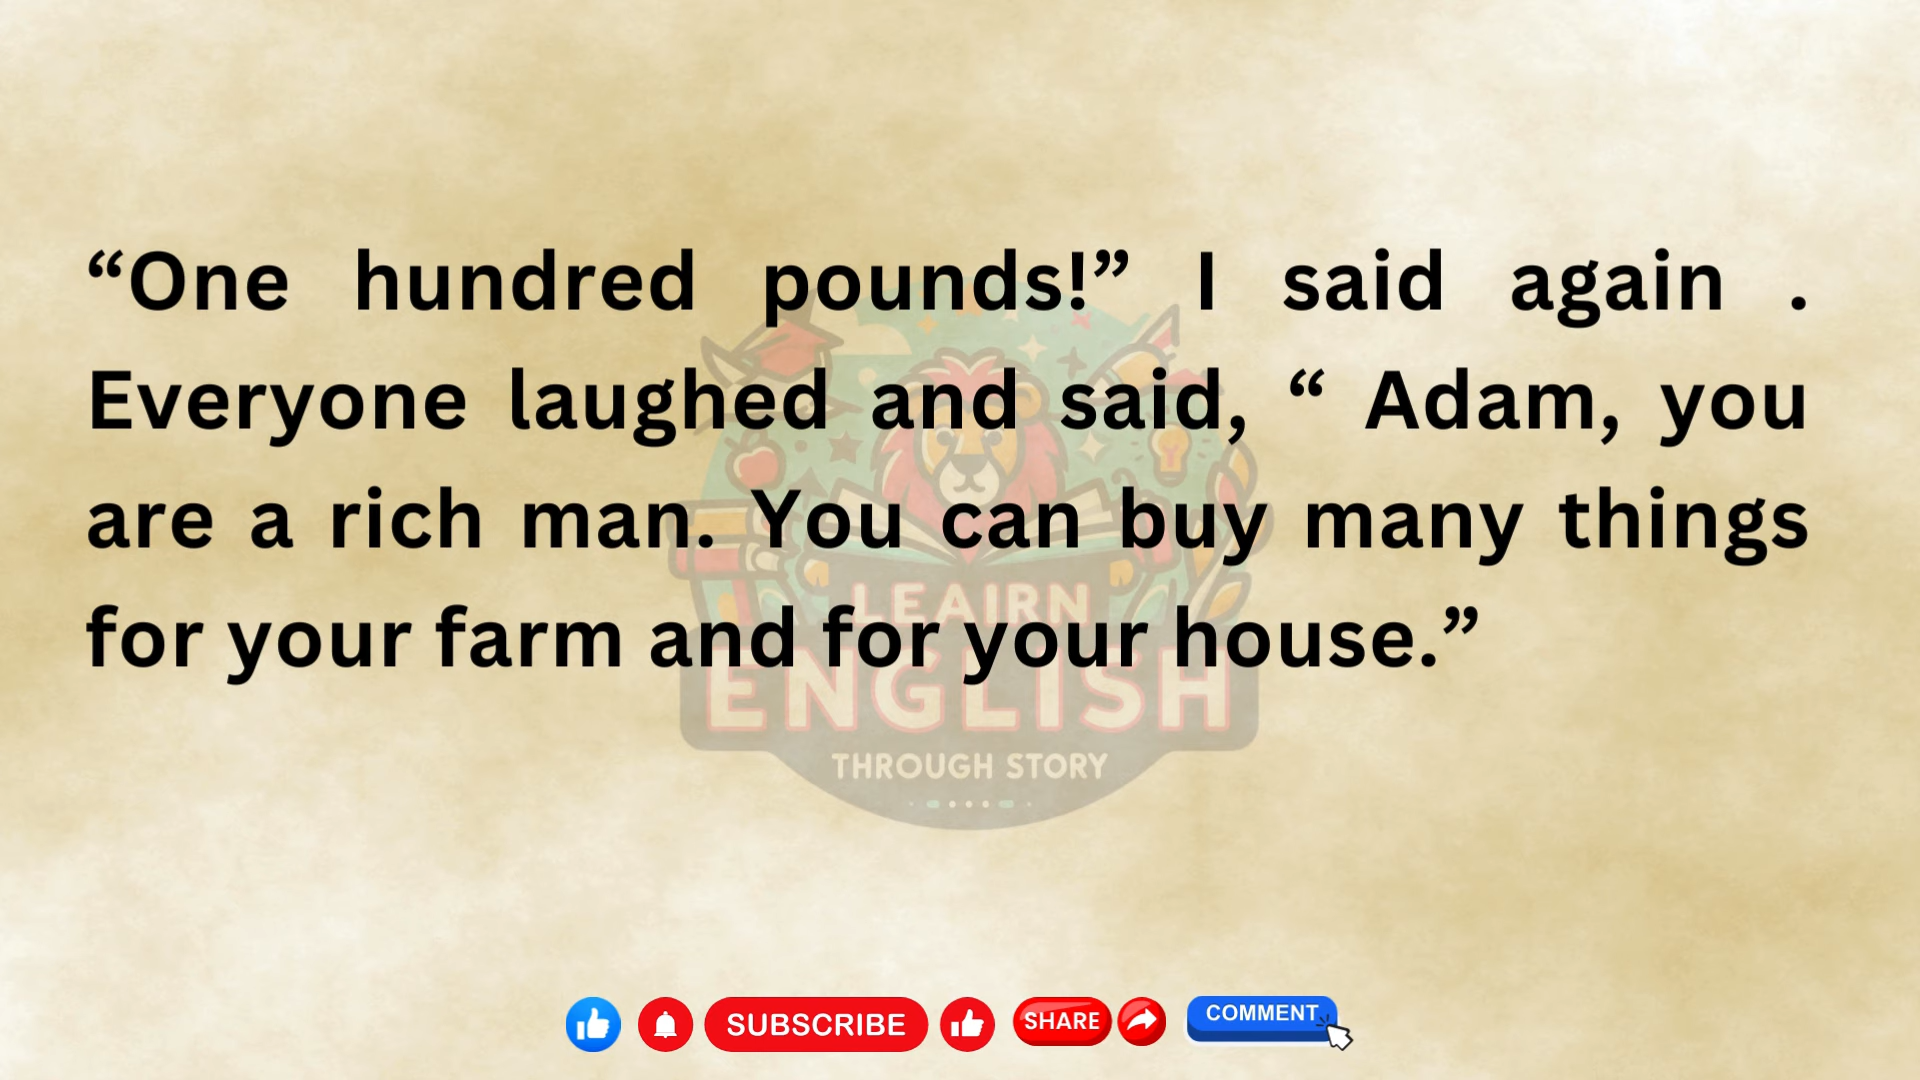 “One hundred pounds!” I said again .
Everyone laughed and said, “ Adam, you
are a rich man. You can buy many things
for your farm and for your house.”
LEAIRN
ENGLISH
THROUGH STORY
SUBSCRIBE
SHARE
COMMENT